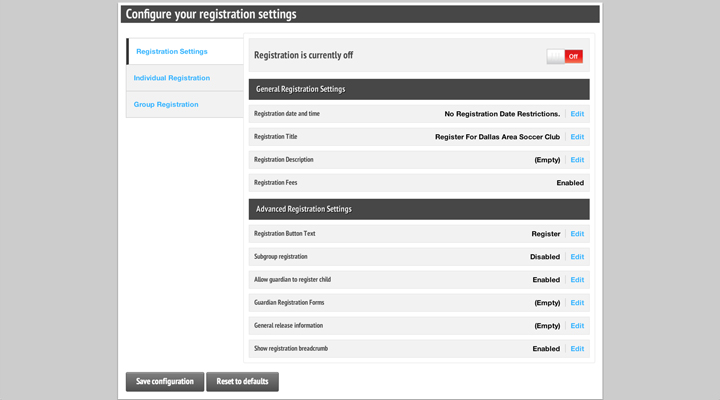 Configure your registration settings
Registration Settings
Individual Registration
Group Registration
Registration is currently off
Off
General Registration Settings
Registration date and time No Registration Date Restrictions. Edit
Registration Title Register For Dallas Area Soccer Club Edit
Registration Description (Empty) Edit
Registration Fees Enabled
Advanced Registration Settings
Registration Button Text Register Edit
Subgroup registration Disabled Edit
Allow guardian to register child Enabled Edit
Guardian Registration Forms (Empty) Edit
General release information (Empty) Edit
Show registration breadcrumb Enabled Edit
Save configuration Reset to defaults